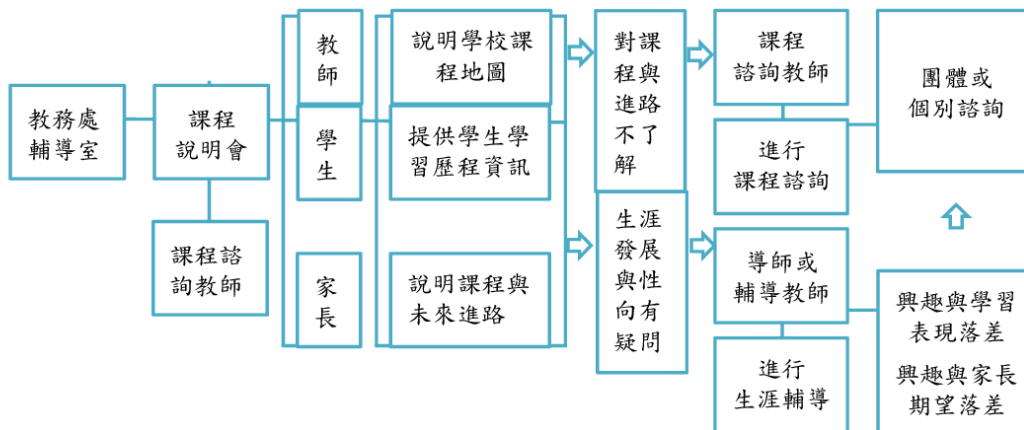 教務處
輔導室
課程
說明會
課程諮
詢教師
教
師
學
生
家
長
說明學校課
程地圖
提供學生學
習歷程資訊
說明課程與
未來進路
對課
程與
進路
不了
解
生涯
發展
與性
向有
疑問
課程
諮詢教師
進行
課程諮詢
導師或
輔導教師
進行
生涯輔導
團體或
個別諮詢
興趣與學習
表現落差
興趣與家長
期望落差